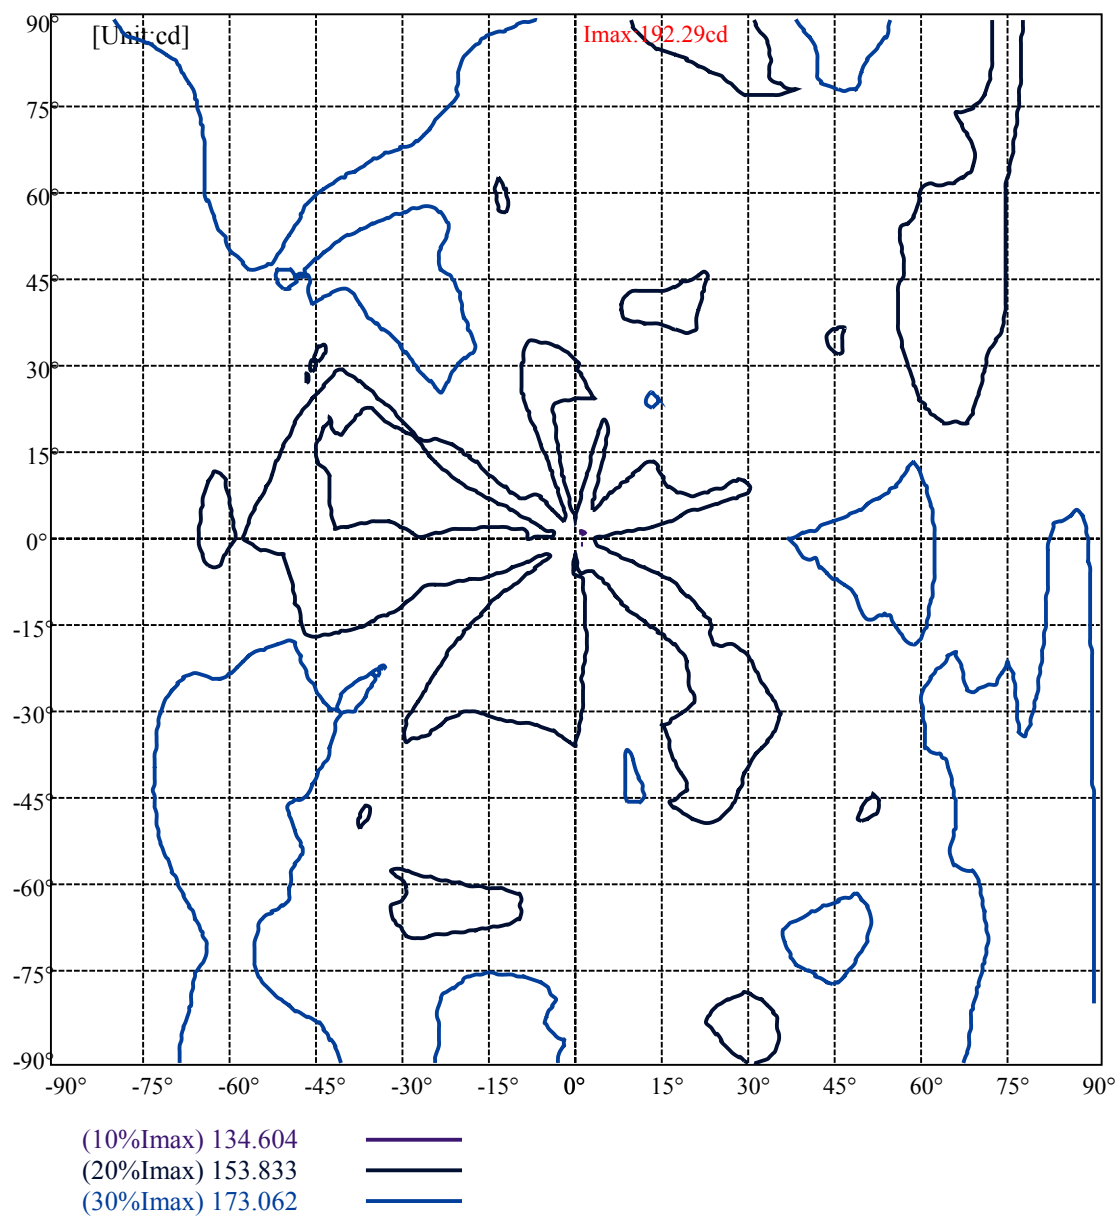 90°
[Unit:cd] Imax:192.29cd
75°
60°
45°
30°
15°
0°
-15°
-30°
-45°
-60°
-75°
-90°
-90° -75° -60° -45° -30° -15° 0° 15° 30° 45° 60° 75° 90°
(10%Imax) 134.604
(20%Imax) 153.833
(30%Imax) 173.062